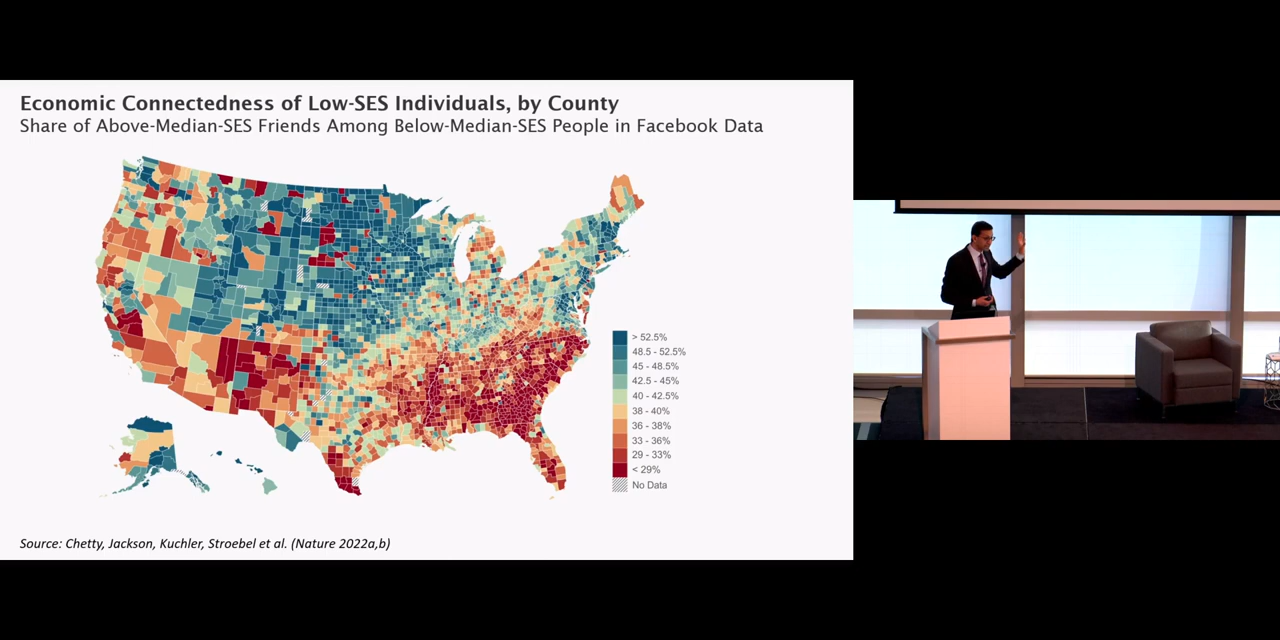 Economic Connectedness of Low-SES Individuals, by County
Share of Above-Median-SES Friends Among Below-Median-SES People in Facebook Data
> 52.5%
48.5 - 52.5%
45 - 48.5%
42.5 - 45%
40 - 42.5%
38 - 40%
36 - 38%
33 - 36%
29 - 33%
< 29%
No Data
Source: Chetty, Jackson, Kuchler, Stroebel et al. (Nature 2022a,b)